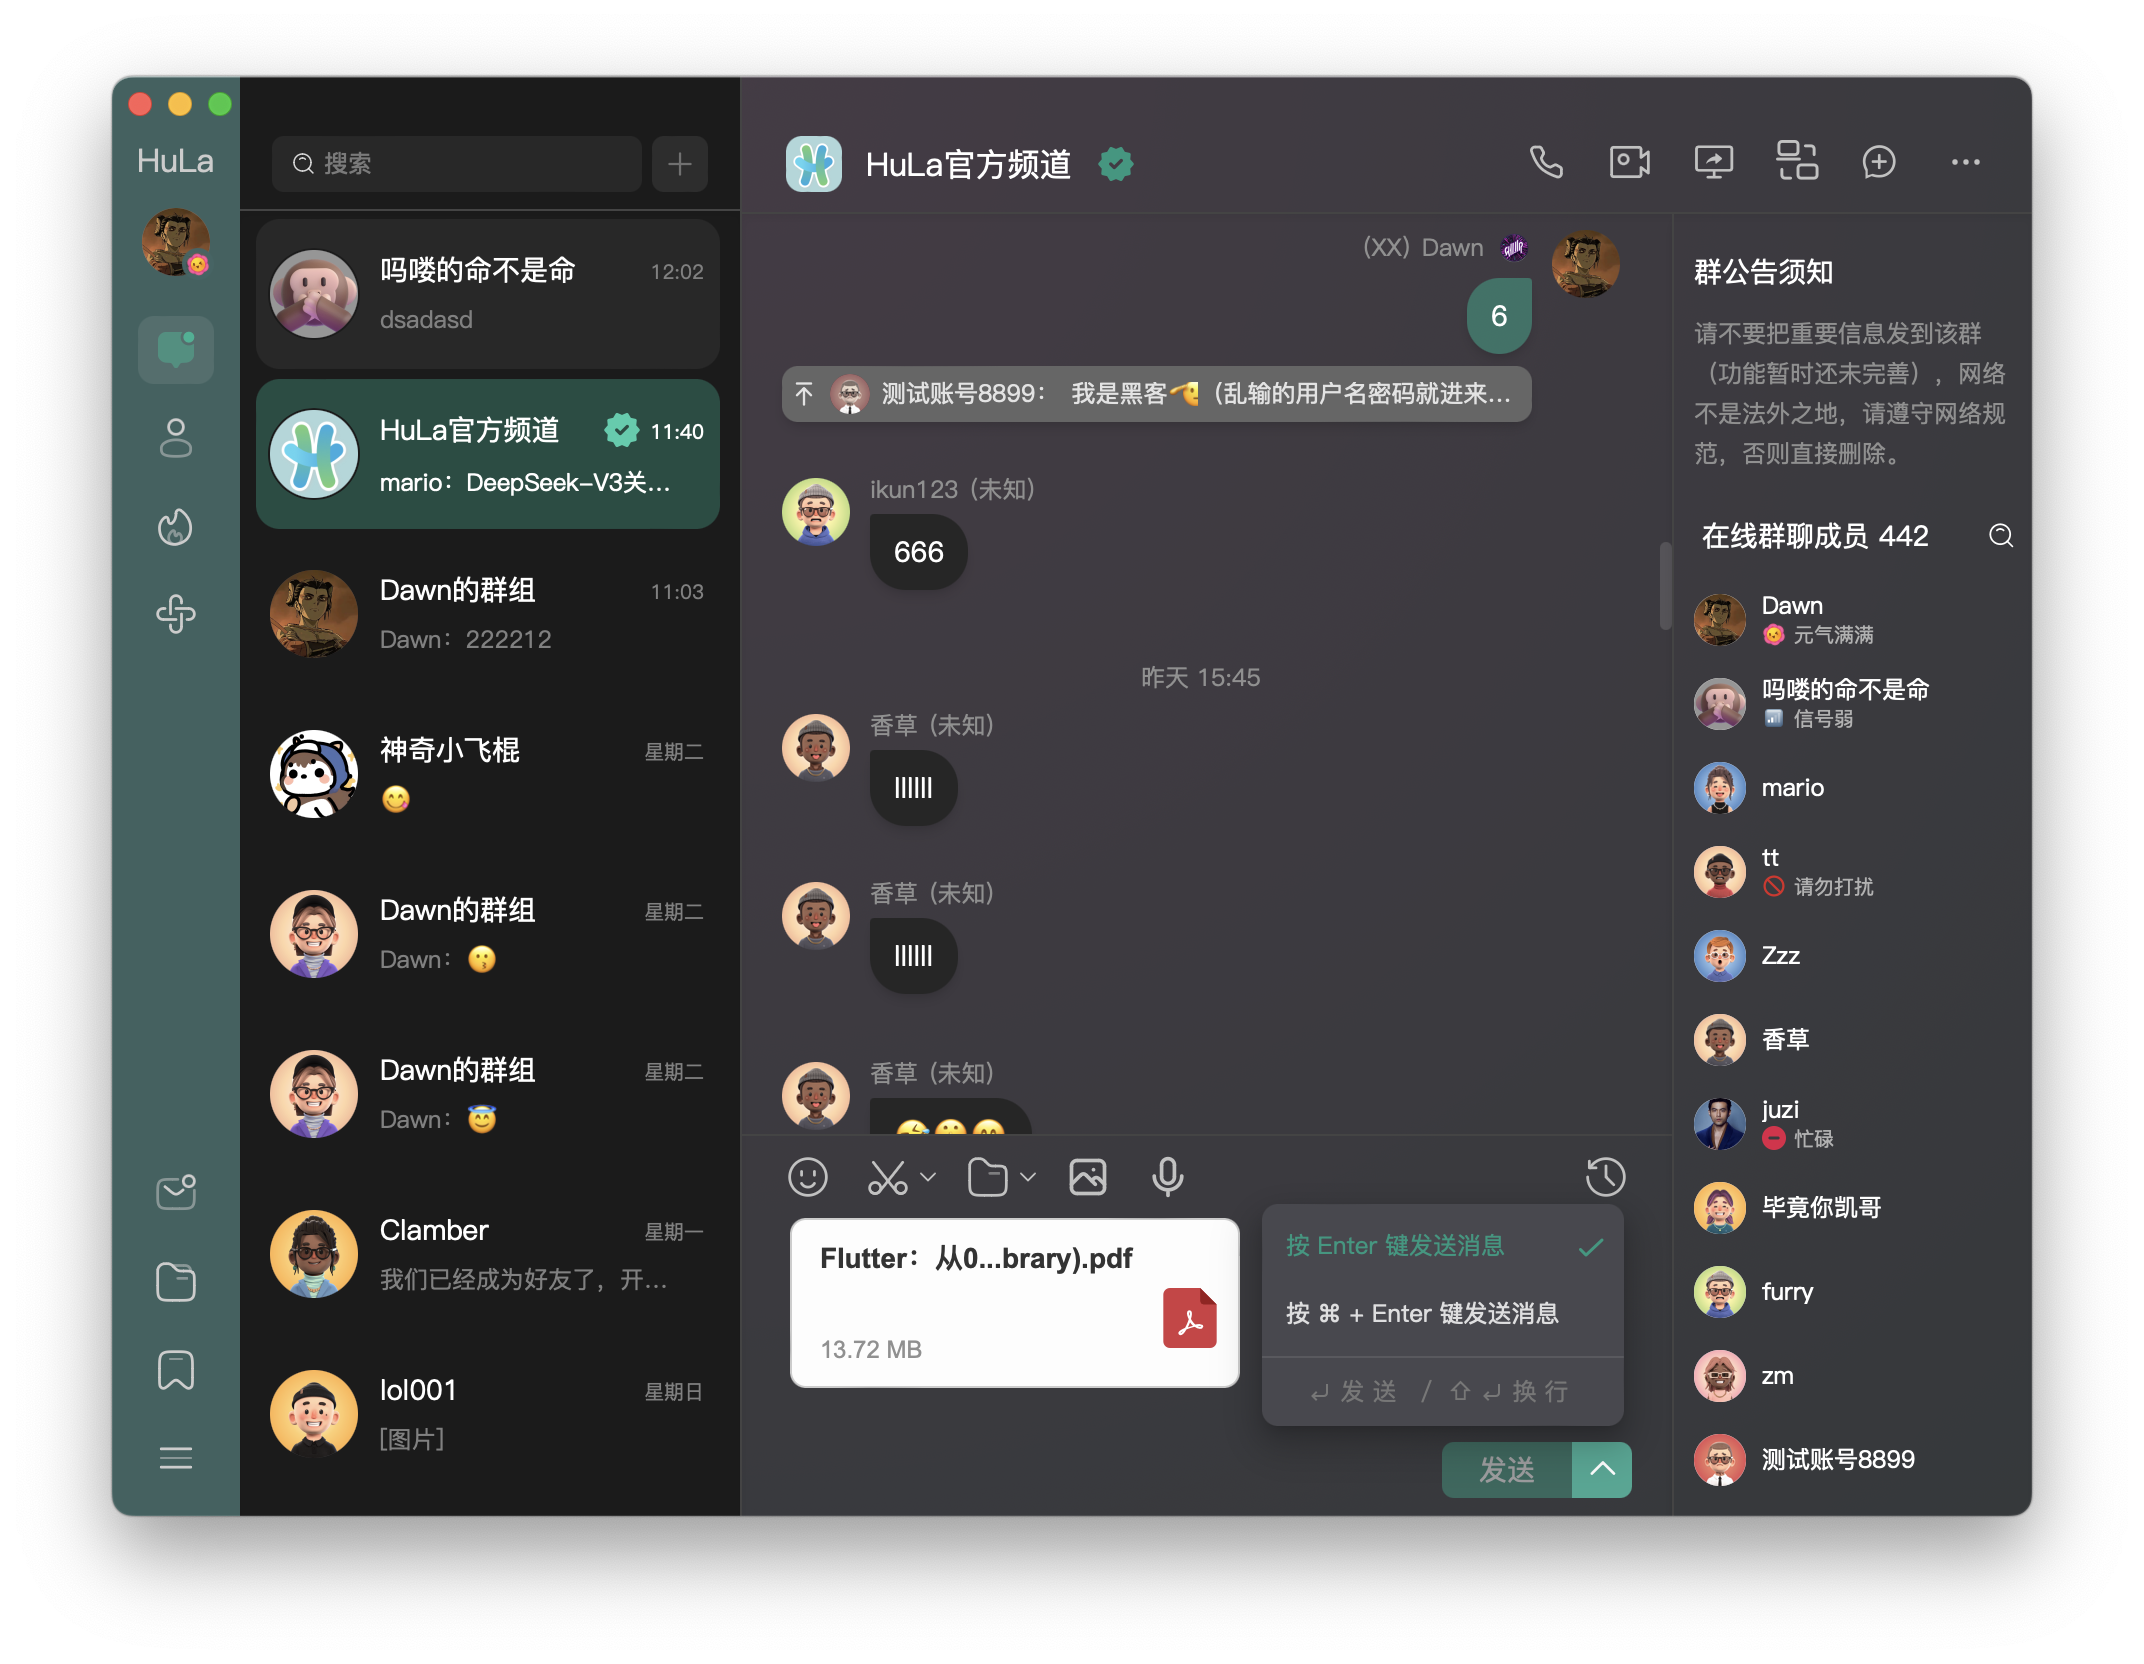 HuLa
搜索
吗喽的命不是命 12:02
dsadasd
HuLa官方频道 11:40
mario：DeepSeek-V3关...
Dawn的群组 11:03
Dawn：222212
神奇小飞棍 星期二
Dawn的群组 星期二
Dawn：
Dawn的群组 星期二
Dawn：
Clamber 星期一
我们已经成为好友了，开...
lol001 星期日
[图片]
HuLa官方频道
(XX) Dawn
6
测试账号8899： 我是黑客（乱输的用户名密码就进来...
ikun123（未知）
666
昨天 15:45
香草（未知）
llllll
香草（未知）
llllll
香草（未知）
Flutter：从0...brary).pdf
13.72 MB
按 Enter 键发送消息
按 ⌘ + Enter 键发送消息
↵ 发送 / ⇧ ↵ 换行
发送
群公告须知
请不要把重要信息发到该群
（功能暂时还未完善），网络
不是法外之地，请遵守网络规
范，否则直接删除。
在线群聊成员 442
Dawn
元气满满
吗喽的命不是命
信号弱
mario
tt
请勿打扰
Zzz
香草
juzi
忙碌
毕竟你凯哥
furry
zm
测试账号8899